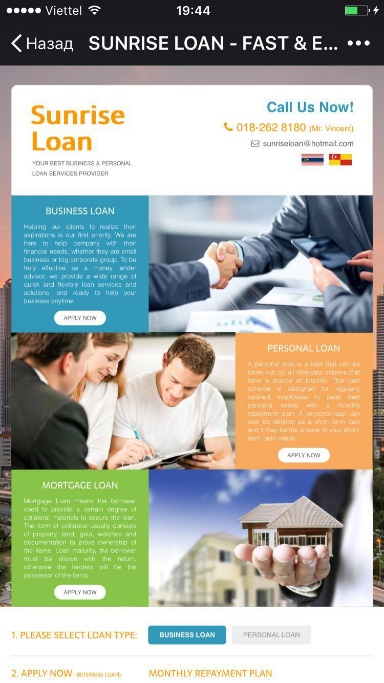 Viettel
19:44
Назад
SUNRISE LOAN - FAST & E...
Sunrise
Loan
YOUR BEST BUSINESS & PERSONAL
LOAN SERVICES PROVIDER
Call Us Now!
018-262 8180 (Mr. Vincent)
sunriseloan@hotmail.com
BUSINESS LOAN
Helping our clients to realize their
aspirations is our first priority. We are
here to help company with their
financial needs, whether they are small
business or big corporate group. To be
truly effective as a money lender
advisor, we provide a wide range of
quick and flexible loan services and
solutions, and ready to help your
business anytime.
APPLY NOW
PERSONAL LOAN
A personal loan is a loan that can be
taken out by all Malaysia citizens that
have a source of income. This loan
scheme is designed for regularly
salaried employees to meet their
personal needs with a monthly
repayment plan. A personal loan can
also be defined as a short term loan
and it may be the answer to your short-
term cash needs.
APPLY NOW
MORTGAGE LOAN
Mortgage Loan means the borrower
need to provide a certain degree of
collateral materials to secure the loan.
The form of collateral usually consists
of property, land, gold, watches and
documentation to prove ownership of
the items. Loan maturity, the borrower
must be shown with the return,
otherwise the lenders will be the
possessor of the items.
APPLY NOW
1. PLEASE SELECT LOAN TYPE:
BUSINESS LOAN
PERSONAL LOAN
2. APPLY NOW (BUSINESS LOAN)
MONTHLY REPAYMENT PLAN